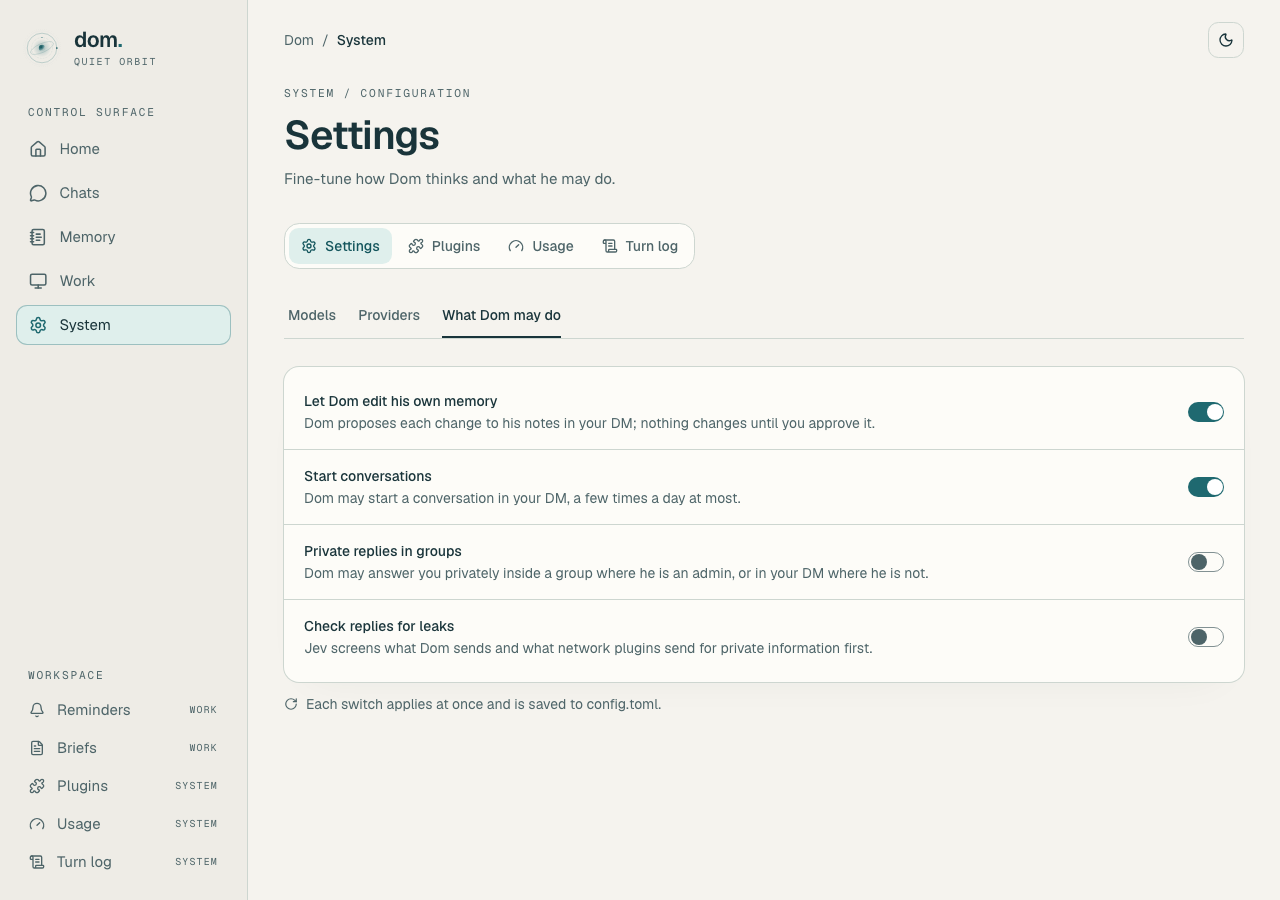 dom.
QUIET ORBIT
CONTROL SURFACE
Home
Chats
Memory
Work
System
WORKSPACE
Reminders WORK
Briefs WORK
Plugins SYSTEM
Usage SYSTEM
Turn log SYSTEM
Dom / System
SYSTEM / CONFIGURATION
Settings
Fine-tune how Dom thinks and what he may do.
Settings Plugins Usage Turn log
Models Providers What Dom may do
Let Dom edit his own memory
Dom proposes each change to his notes in your DM; nothing changes until you approve it.
Start conversations
Dom may start a conversation in your DM, a few times a day at most.
Private replies in groups
Dom may answer you privately inside a group where he is an admin, or in your DM where he is not.
Check replies for leaks
Jev screens what Dom sends and what network plugins send for private information first.
Each switch applies at once and is saved to config.toml.